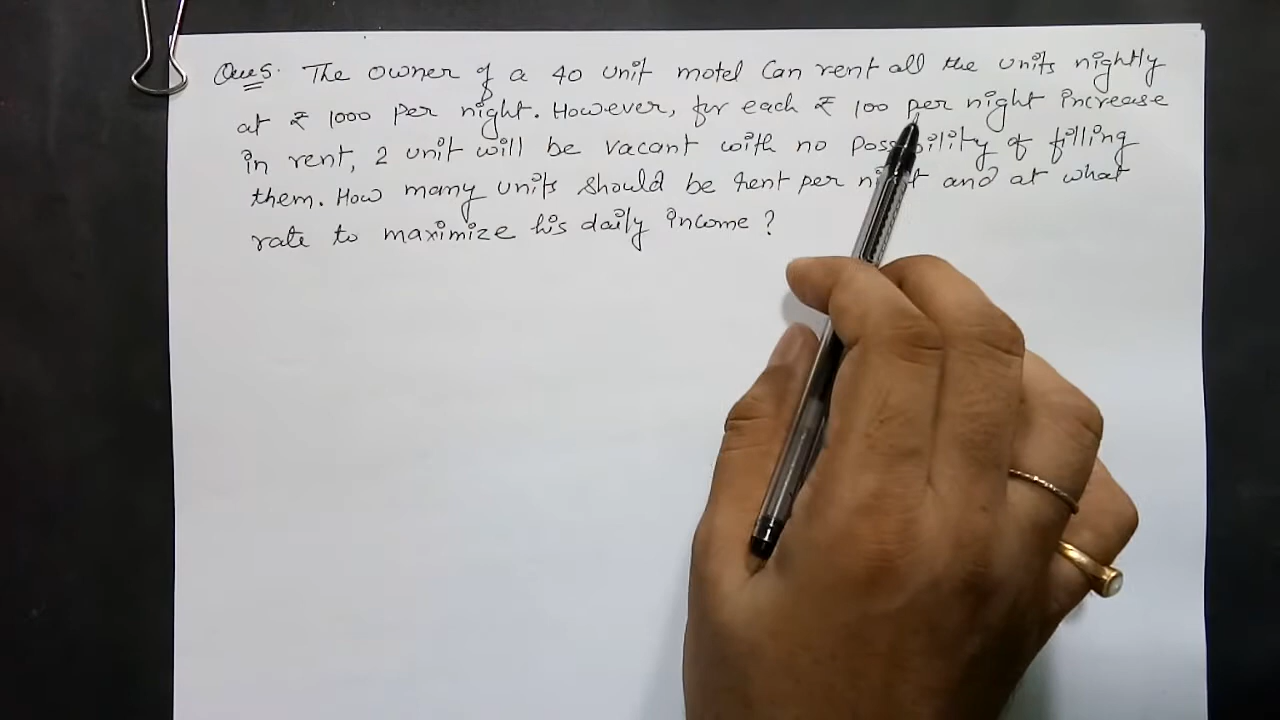 Ques. The owner of a 40 unit motel can rent all the units nightly
at ₹ 1000 per night. However, for each ₹ 100 per night increase
in rent, 2 unit will be vacant with no possibility of filling
them. How many units should be rent per night and at what
rate to maximize his daily income?